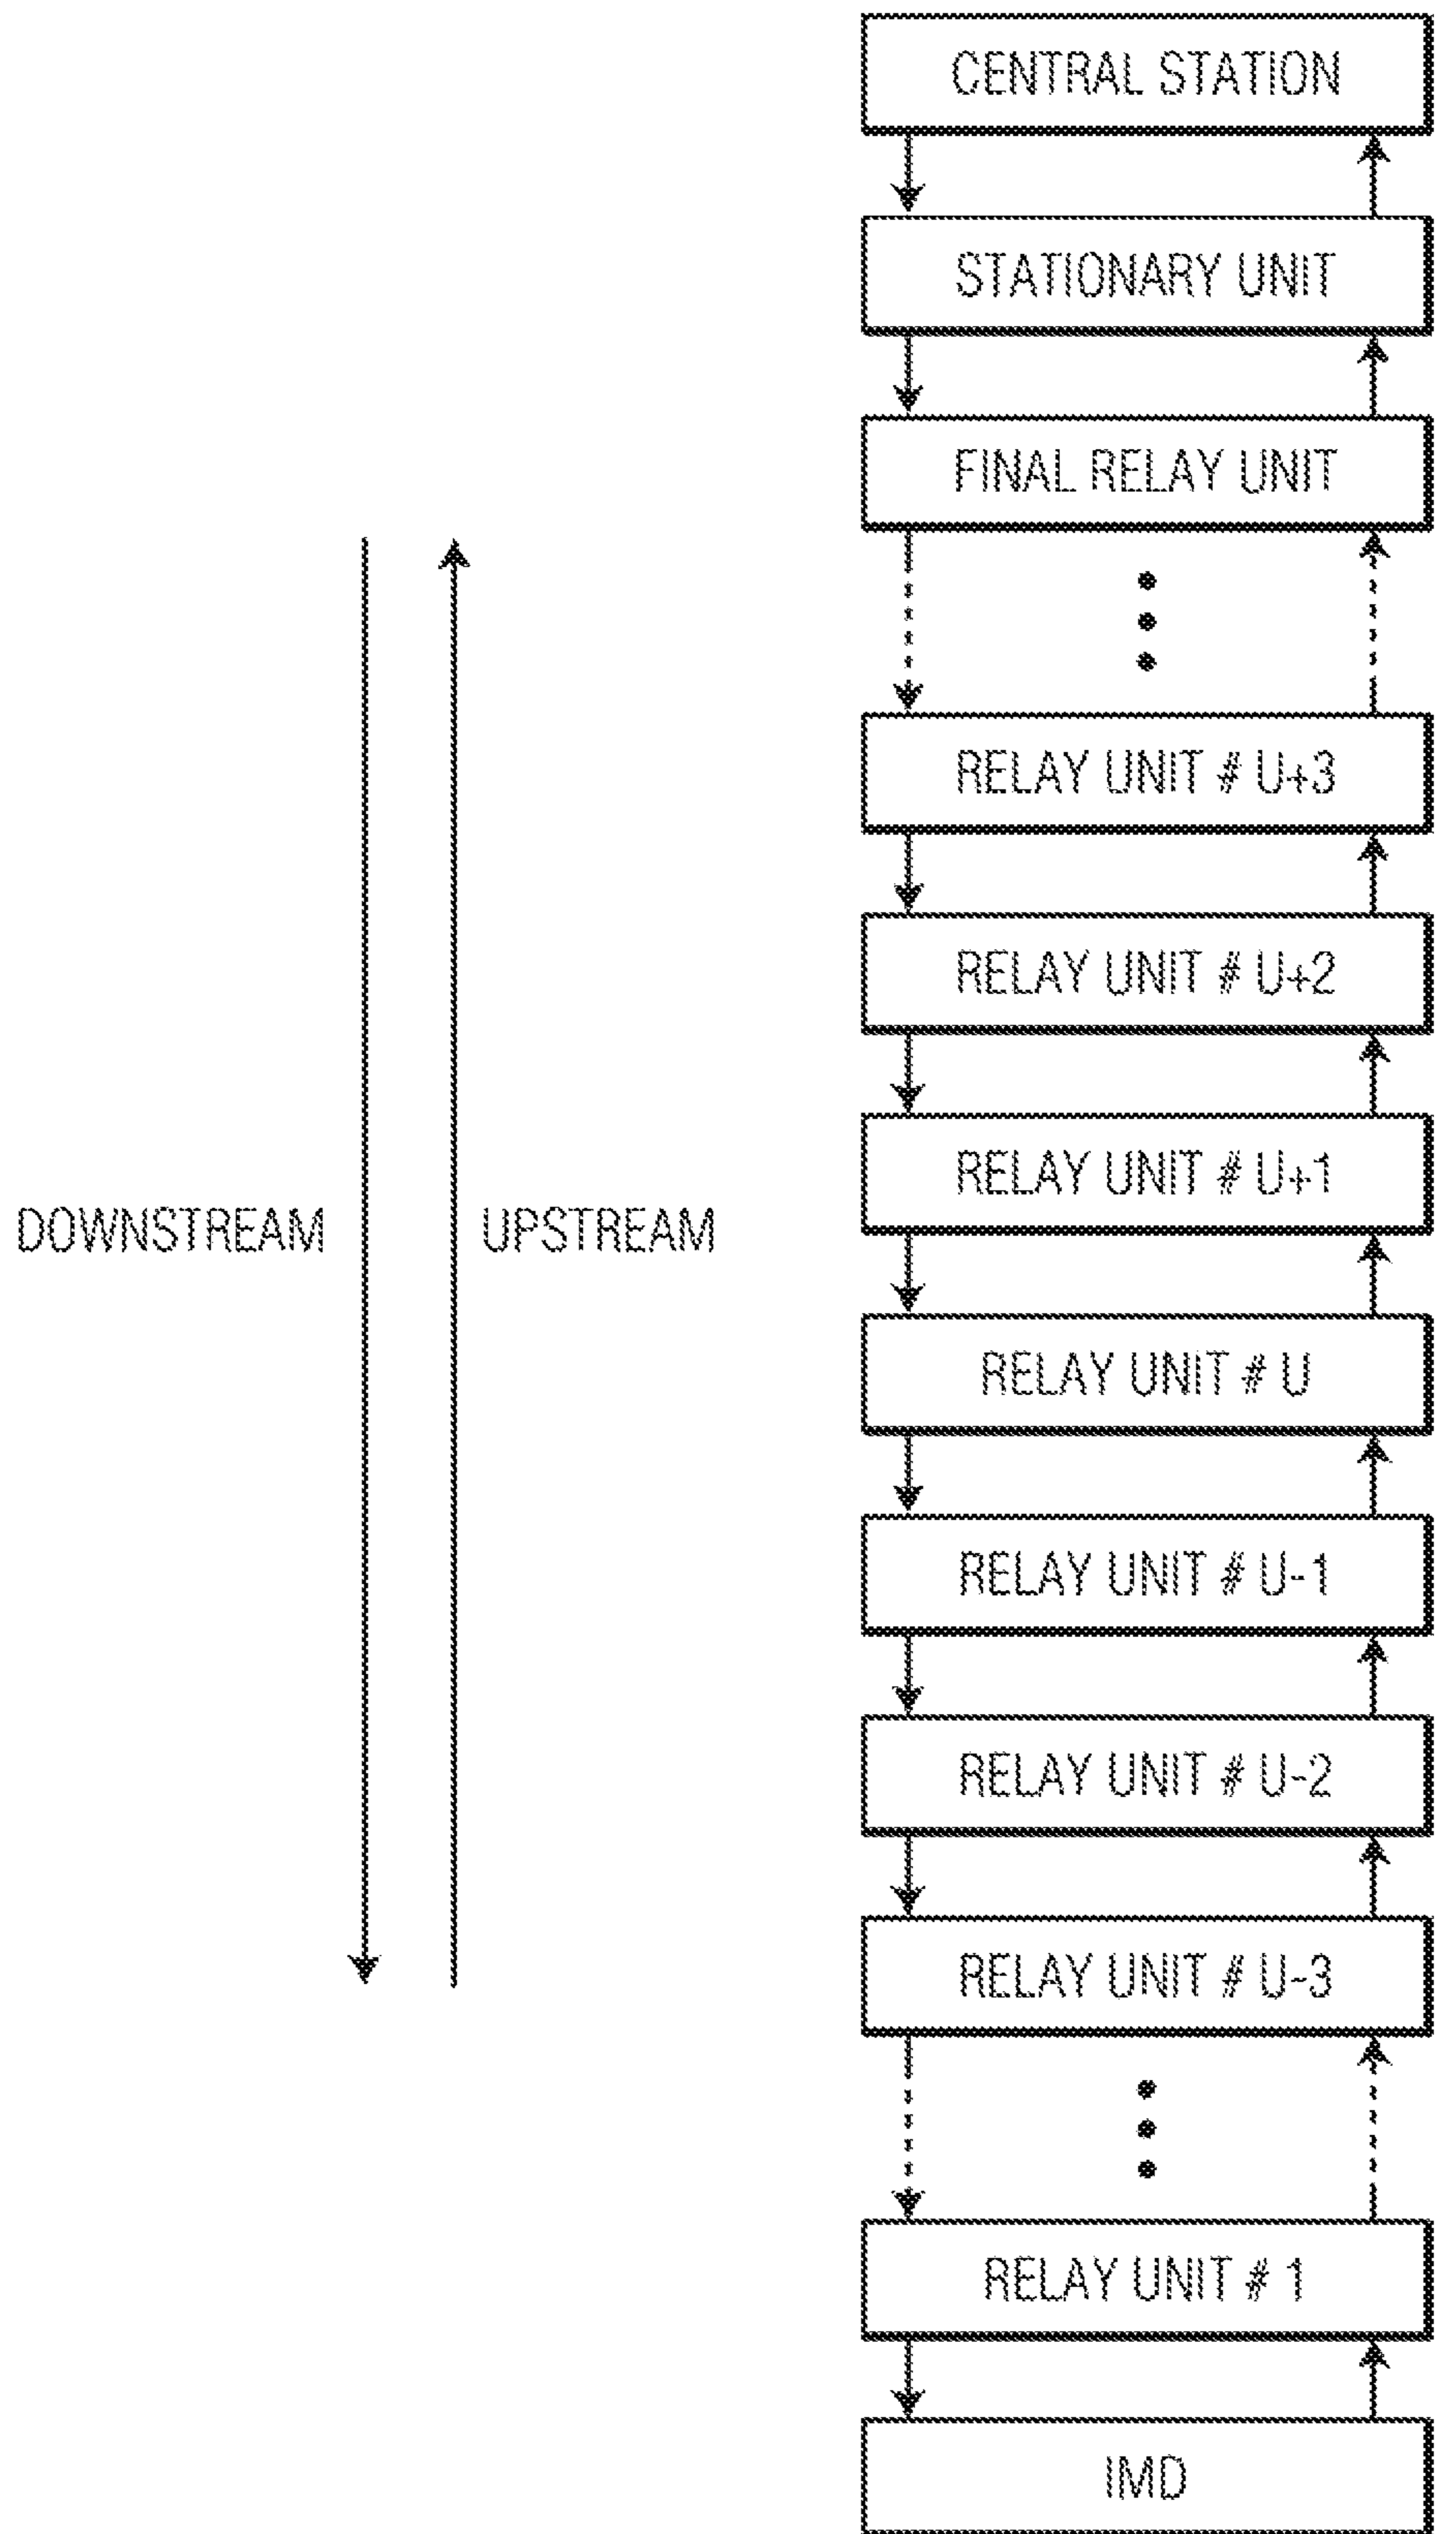 CENTRAL STATION
STATIONARY UNIT
FINAL RELAY UNIT
RELAY UNIT # U+3
RELAY UNIT # U+2
RELAY UNIT # U+1
DOWNSTREAM
UPSTREAM
RELAY UNIT # U
RELAY UNIT # U-1
RELAY UNIT # U-2
RELAY UNIT # U-3
RELAY UNIT # 1
IMD